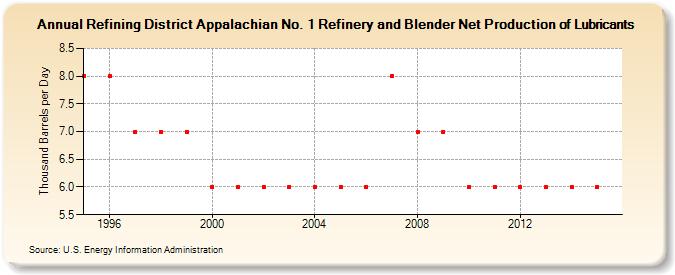 Annual Refining District Appalachian No. 1 Refinery and Blender Net Production of Lubricants
Thousand Barrels per Day
8.5
8.0
7.5
7.0
6.5
6.0
5.5
1996 2000 2004 2008 2012
Source: U.S. Energy Information Administration